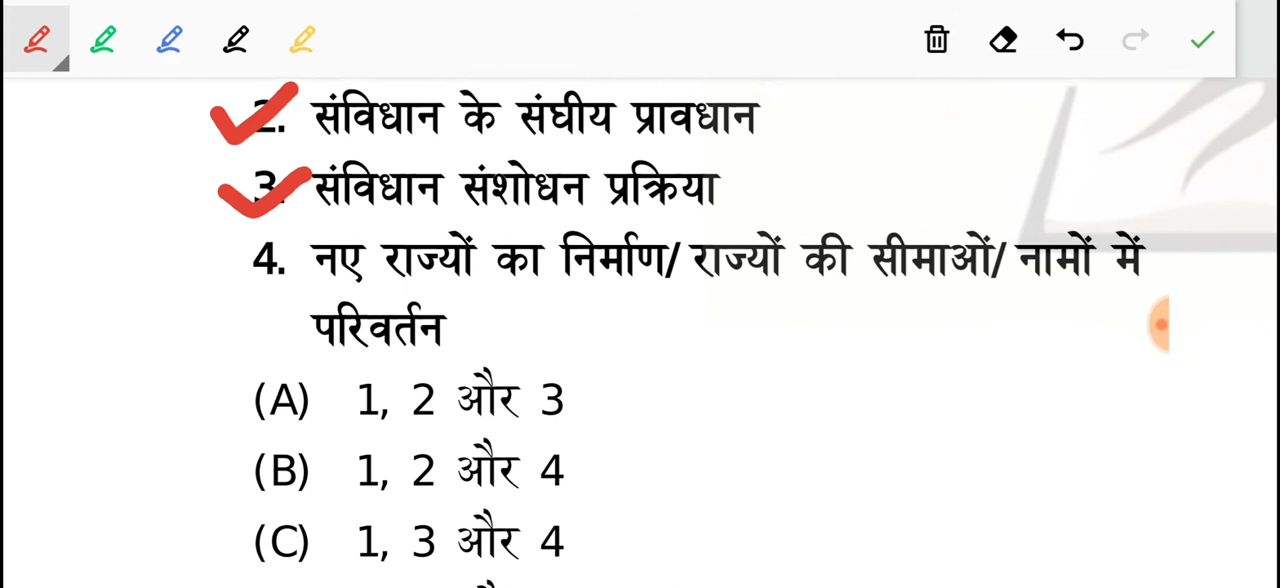 2. संविधान के संघीय प्रावधान
3. संविधान संशोधन प्रक्रिया
4. नए राज्यों का निर्माण/ राज्यों की सीमाओं/ नामों में
परिवर्तन
(A) 1, 2 और 3
(B) 1, 2 और 4
(C) 1, 3 और 4